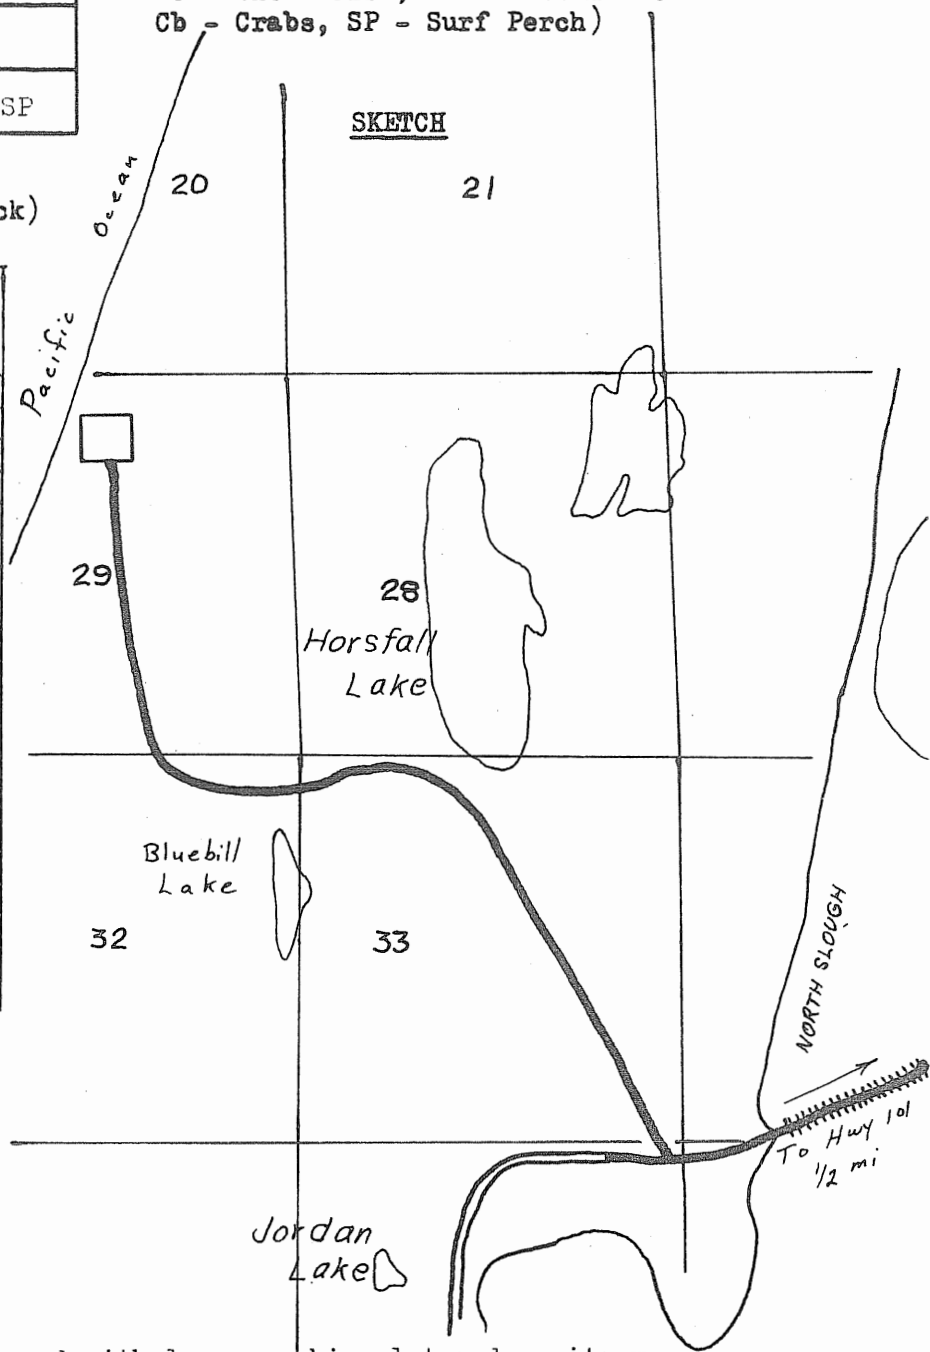 Cb - Crabs, SP - Surf Perch)
SP
SKETCH
20
21
Pacific Ocean
29
28
Horsfall
Lake
Bluebill
Lake
32
33
NORTH SLOUGH
To Hwy 101
1/2 mi
Jordan
Lake